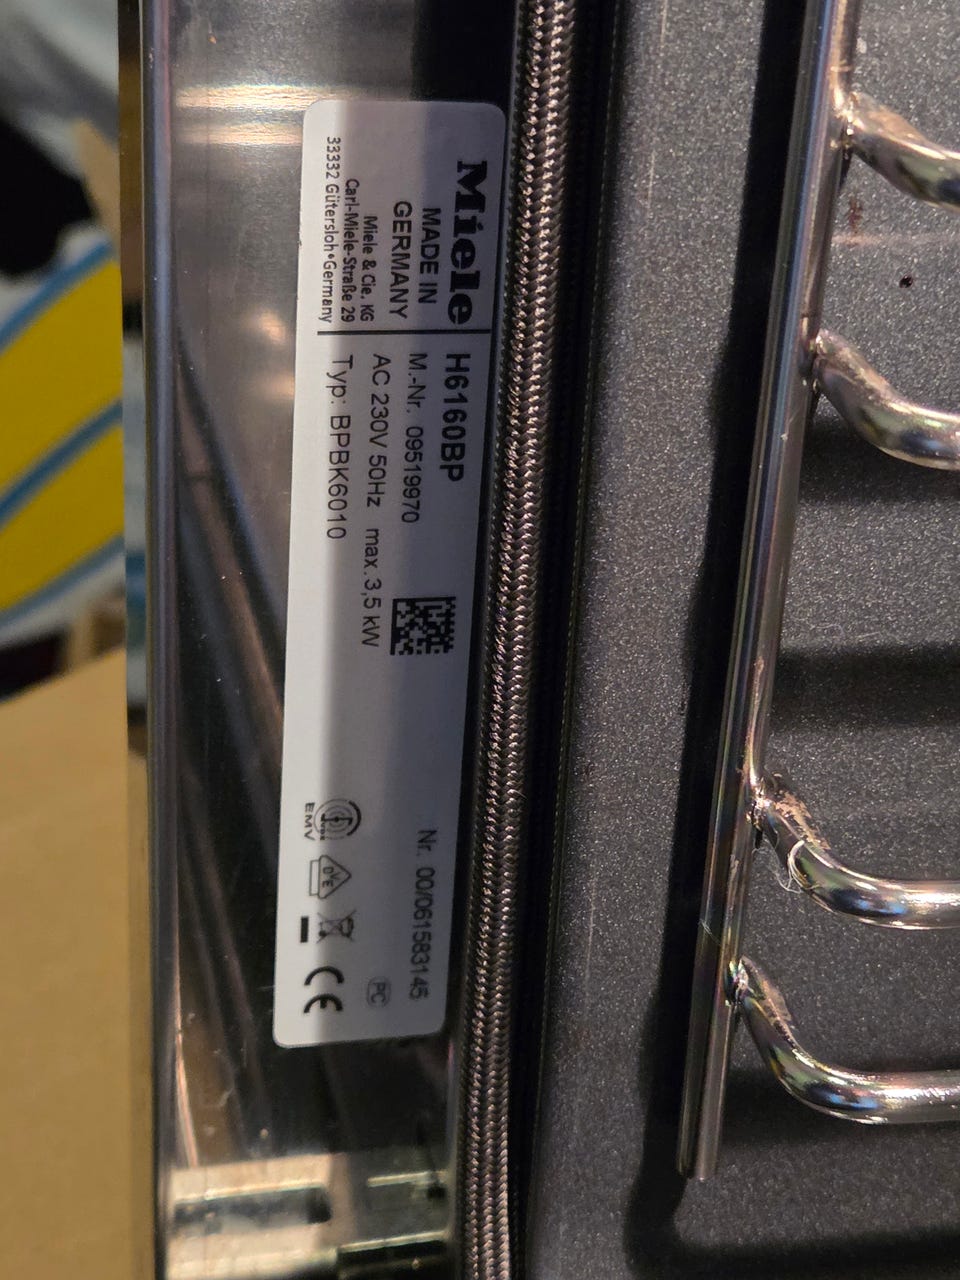 Miele
MADE IN
GERMANY
Miele & Cie. KG
Carl-Miele-Straße 29
33332 Gütersloh•Germany
H6160BP
M.-Nr. 09519970
AC 230V 50Hz max. 3,5 kW
Typ: BPBK6010
Nr. 00/061583145
PC
EMV
DVE
CE